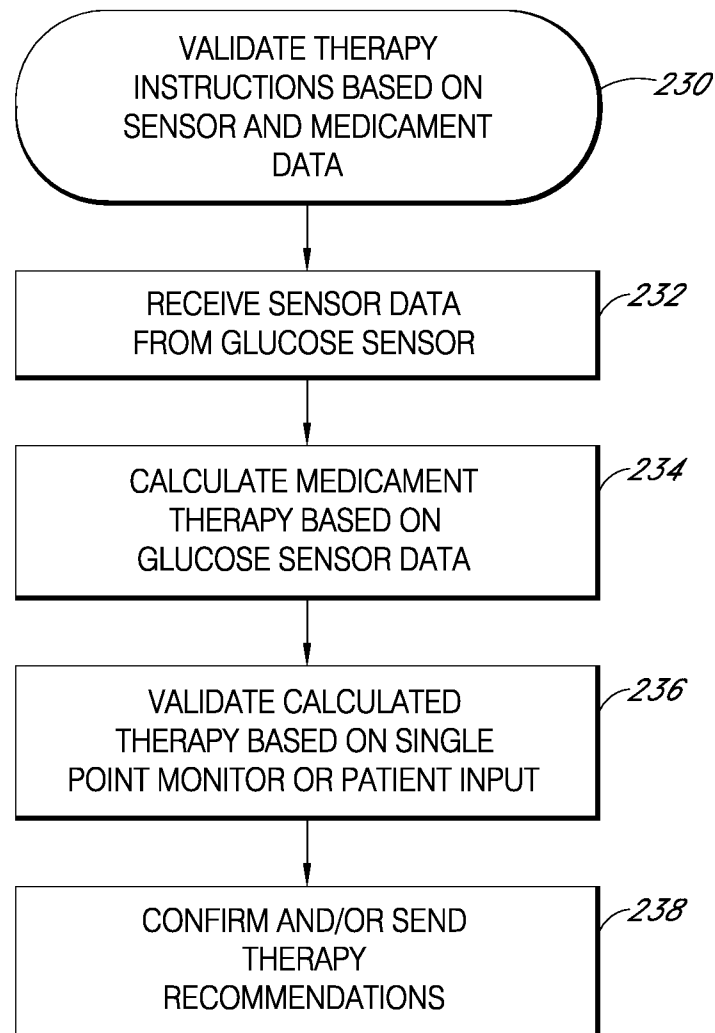 VALIDATE THERAPY
INSTRUCTIONS BASED ON
SENSOR AND MEDICAMENT
DATA
230
RECEIVE SENSOR DATA
FROM GLUCOSE SENSOR
232
CALCULATE MEDICAMENT
THERAPY BASED ON
GLUCOSE SENSOR DATA
234
VALIDATE CALCULATED
THERAPY BASED ON SINGLE
POINT MONITOR OR PATIENT INPUT
236
CONFIRM AND/OR SEND
THERAPY
RECOMMENDATIONS
238